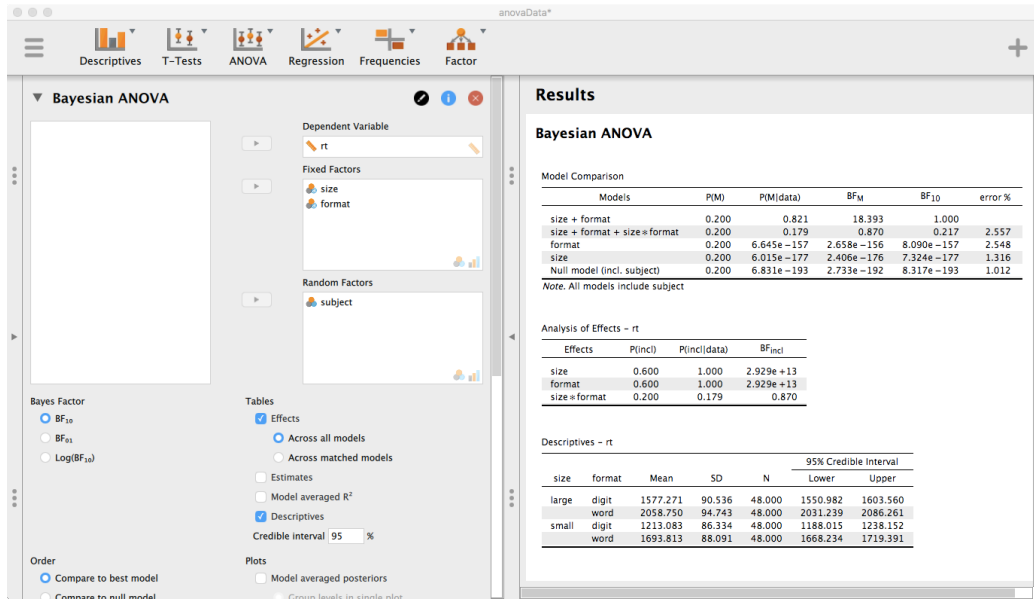 anovaData*
Descriptives T-Tests ANOVA Regression Frequencies Factor
Bayesian ANOVA
Dependent Variable
rt
Fixed Factors
size
format
Random Factors
subject
Bayes Factor
BF₁₀
BF₀₁
Log(BF₁₀)
Tables
Effects
Across all models
Across matched models
Estimates
Model averaged R²
Descriptives
Credible interval 95 %
Order
Compare to best model
Compare to null model
Plots
Model averaged posteriors
Group levels in single plot
Results
Bayesian ANOVA
Model Comparison
Models P(M) P(M|data) BF_M BF₁₀ error %
size + format 0.200 0.821 18.393 1.000
size + format + size∗format 0.200 0.179 0.870 0.217 2.557
format 0.200 6.645e −157 2.658e −156 8.090e −157 2.548
size 0.200 6.015e −177 2.406e −176 7.324e −177 1.316
Null model (incl. subject) 0.200 6.831e −193 2.733e −192 8.317e −193 1.012
Note. All models include subject
Analysis of Effects – rt
Effects P(incl) P(incl|data) BF_incl
size 0.600 1.000 2.929e +13
format 0.600 1.000 2.929e +13
size∗format 0.200 0.179 0.870
Descriptives – rt
95% Credible Interval
size format Mean SD N Lower Upper
large digit 1577.271 90.536 48.000 1550.982 1603.560
word 2058.750 94.743 48.000 2031.239 2086.261
small digit 1213.083 86.334 48.000 1188.015 1238.152
word 1693.813 88.091 48.000 1668.234 1719.391